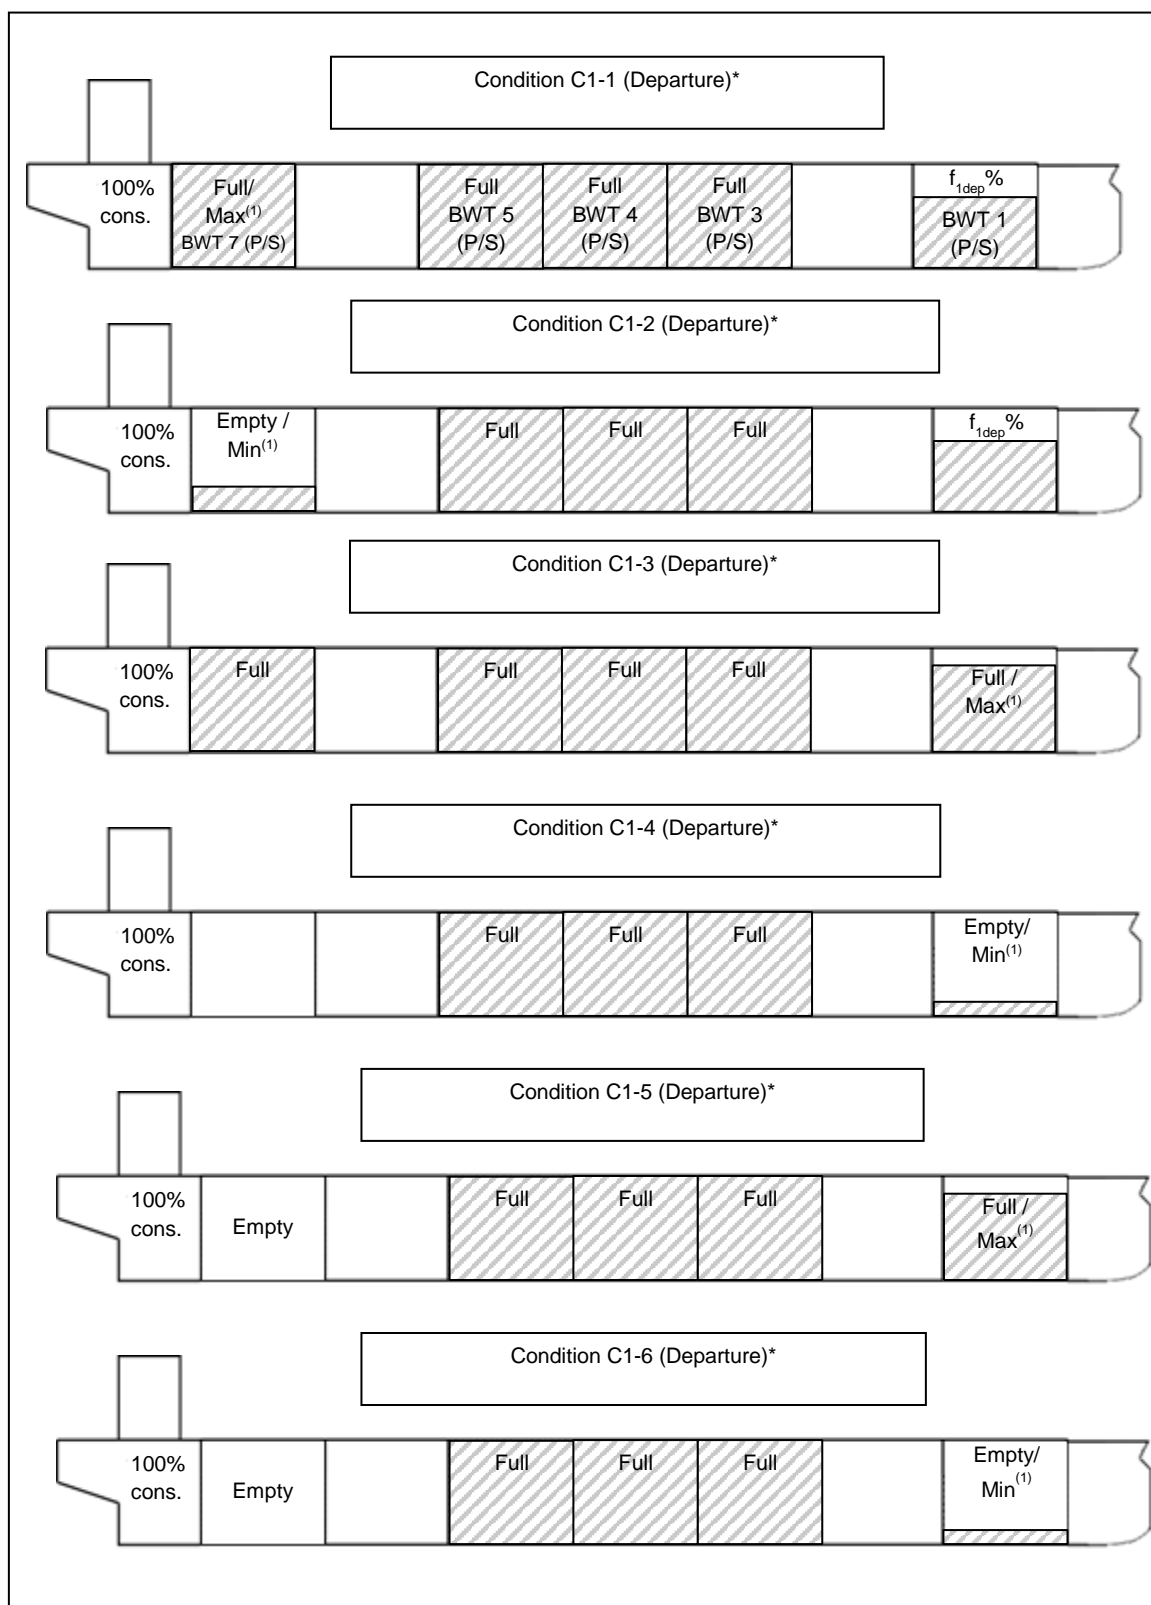 Condition C1-1 (Departure)*
100%
cons.
Full/
Max(1)
BWT 7 (P/S)
Full
BWT 5
(P/S)
Full
BWT 4
(P/S)
Full
BWT 3
(P/S)
f1dep%
BWT 1
(P/S)
Condition C1-2 (Departure)*
100%
cons.
Empty /
Min(1)
Full
Full
Full
f1dep%
Condition C1-3 (Departure)*
100%
cons.
Full
Full
Full
Full
Full /
Max(1)
Condition C1-4 (Departure)*
100%
cons.
Full
Full
Full
Empty/
Min(1)
Condition C1-5 (Departure)*
100%
cons.
Empty
Full
Full
Full
Full /
Max(1)
Condition C1-6 (Departure)*
100%
cons.
Empty
Full
Full
Full
Empty/
Min(1)